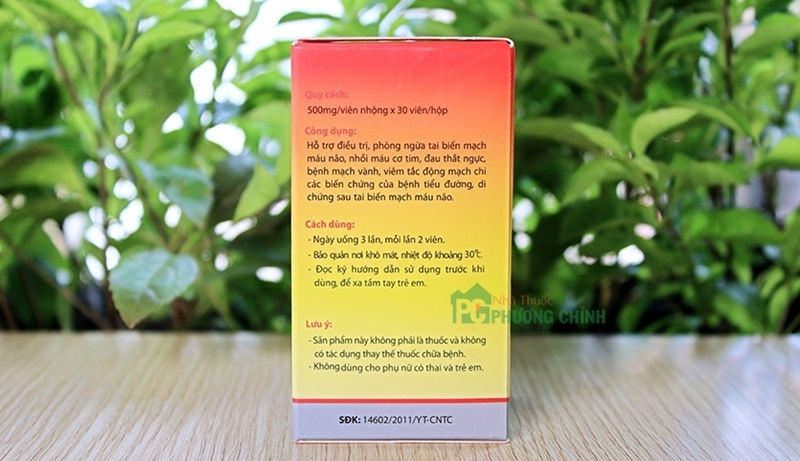 Quy cách:
500mg/viên nhộng x 30 viên/hộp
Công dụng:
Hỗ trợ điều trị, phòng ngừa tai biến mạch
máu não, nhồi máu cơ tim, đau thắt ngực,
bệnh mạch vành, viêm tắc động mạch chi
các biến chứng của bệnh tiểu đường, di
chứng sau tai biến mạch máu não.
Cách dùng:
- Ngày uống 3 lần, mỗi lần 2 viên.
- Bảo quản nơi khô mát, nhiệt độ khoảng 30°C.
- Đọc kỹ hướng dẫn sử dụng trước khi
dùng, để xa tầm tay trẻ em.
PC Nhà Thuốc
PHƯƠNG CHÍNH
Lưu ý:
- Sản phẩm này không phải là thuốc và không
có tác dụng thay thế thuốc chữa bệnh.
- Không dùng cho phụ nữ có thai và trẻ em.
SĐK: 14602/2011/YT-CNTC